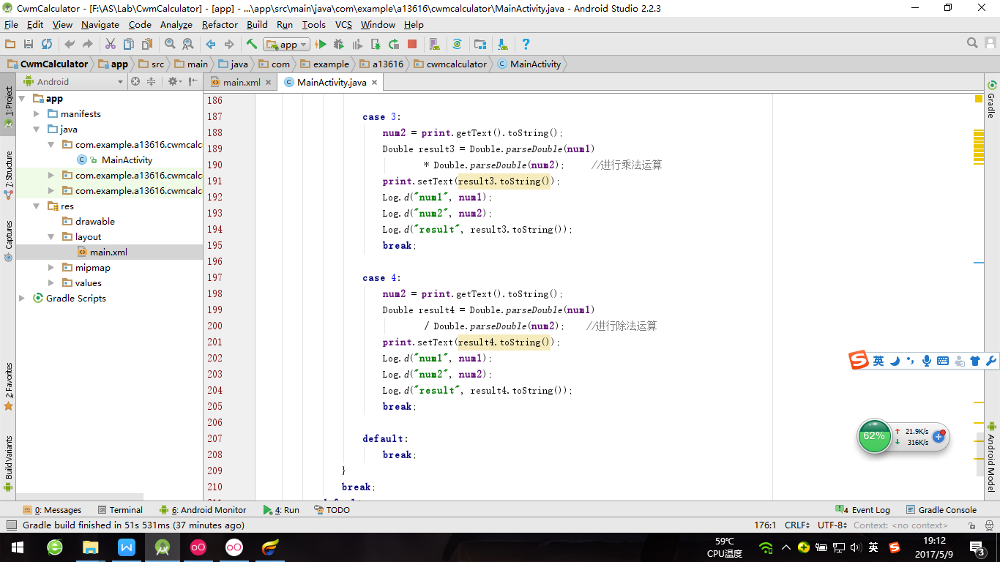 CwmCalculator - [F:\AS\Lab\CwmCalculator] - [app] - ...\app\src\main\java\com\example\a13616\cwmcalculator\MainActivity.java - Android Studio 2.2.3
File Edit View Navigate Code Analyze Refactor Build Run Tools VCS Window Help
app
CwmCalculator app src main java com example a13616 cwmcalculator MainActivity
Android main.xml MainActivity.java
1: Project
7: Structure
Captures
2: Favorites
Build Variants
app
manifests
java
com.example.a13616.cwmcalc
MainActivity
com.example.a13616.cwmcalc
com.example.a13616.cwmcalc
res
drawable
layout
main.xml
mipmap
values
Gradle Scripts
186
187 case 3:
188 num2 = print.getText().toString();
189 Double result3 = Double.parseDouble(num1)
190 * Double.parseDouble(num2); //进行乘法运算
191 print.setText(result3.toString());
192 Log.d("num1", num1);
193 Log.d("num2", num2);
194 Log.d("result", result3.toString());
195 break;
196
197 case 4:
198 num2 = print.getText().toString();
199 Double result4 = Double.parseDouble(num1)
200 / Double.parseDouble(num2); //进行除法运算
201 print.setText(result4.toString());
202 Log.d("num1", num1);
203 Log.d("num2", num2);
204 Log.d("result", result4.toString());
205 break;
206
207 default:
208 break;
209 }
210 break;
Gradle
Android Model
英
62% 21.9K/s
316K/s
0: Messages Terminal 6: Android Monitor 4: Run TODO 4 Event Log Gradle Console
Gradle build finished in 51s 531ms (37 minutes ago) 176:1 CRLF UTF-8 Context: <no context>
59℃
CPU温度
英
19:12
2017/5/9
3